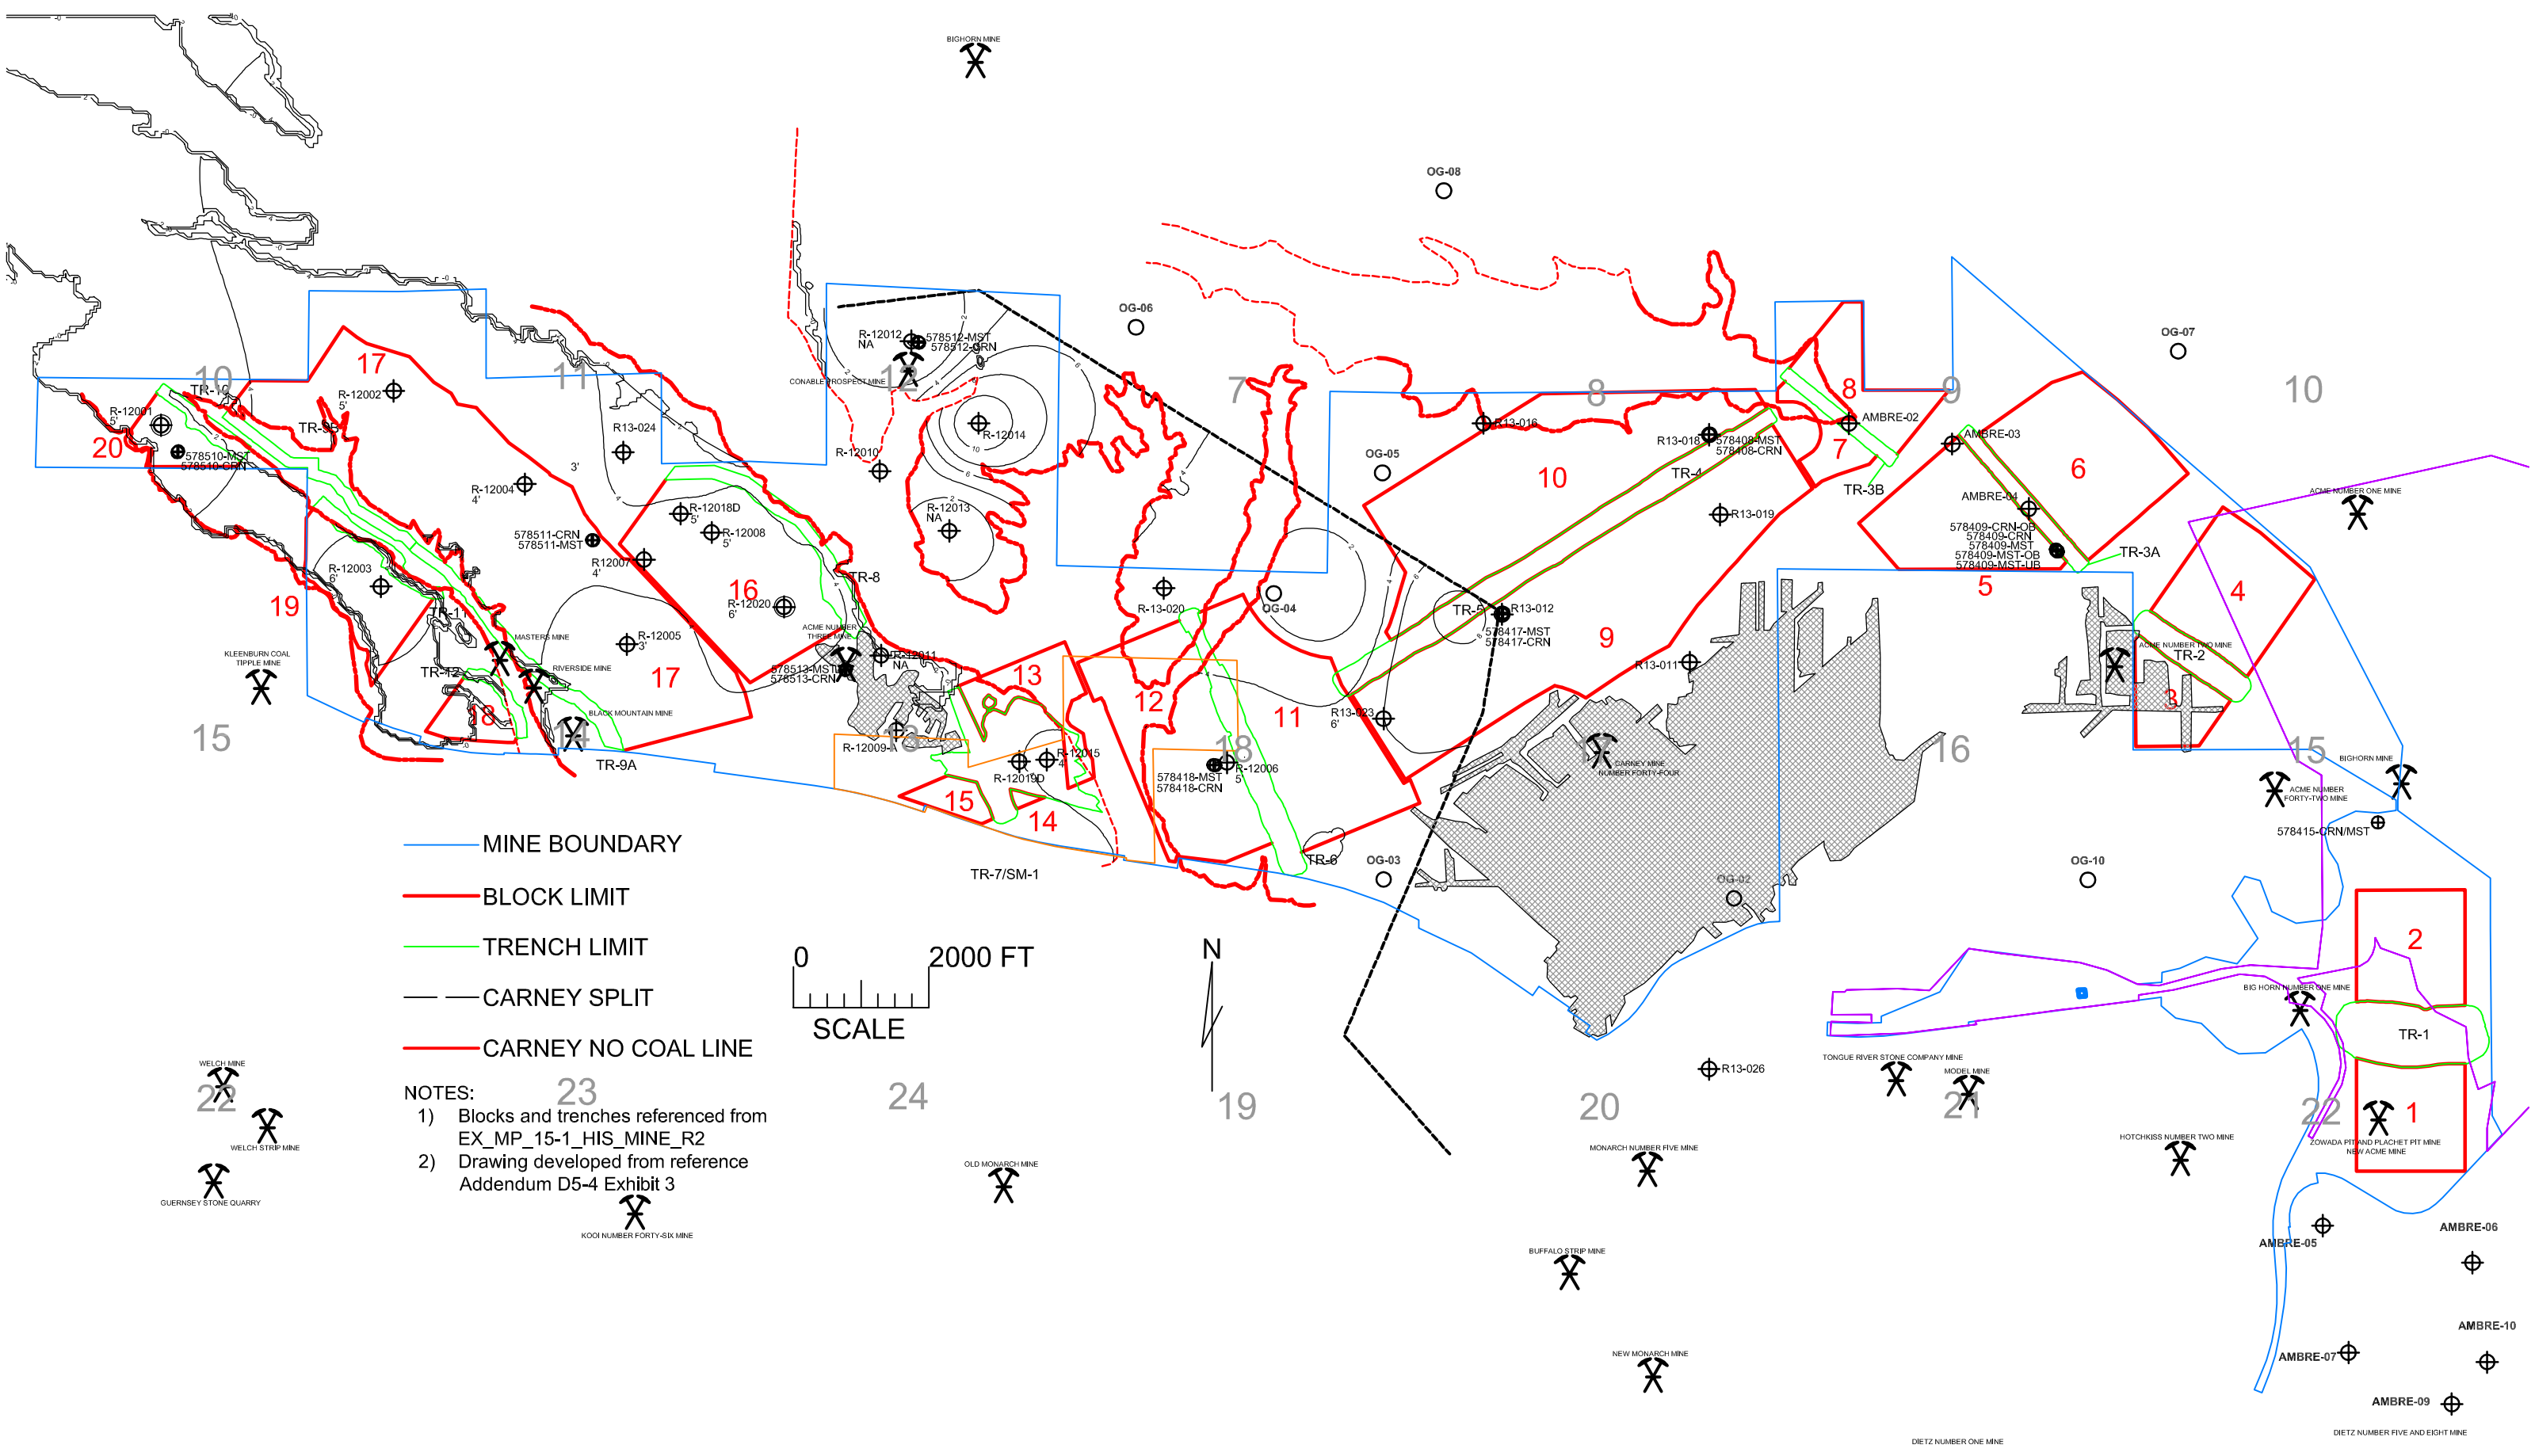 BIGHORN MINE
OG-08
OG-06
OG-07
R-12012
NA
578512-MST
578512-CRN
CONABLE PROSPECT MINE
10
11
12
7
8
9
10
17
8
TR-10
R-12002
5'
R-12001
5'
TR-9B
20
578510-MST
578510-CRN
R13-024
3'
R-12004
4'
R-12010
R-12014
R-12013
NA
OG-05
R13-016
R13-018
578408-MST
578408-CRN
TR-4
10
R13-019
AMBRE-02
7
TR-3B
AMBRE-03
6
AMBRE-04
578409-CRN-OB
578409-CRN
578409-MST
578409-MST-OB
578409-MST-UB
TR-3A
5
ACME NUMBER ONE MINE
4
R-12018D
5'
R-12008
5'
578511-CRN
578511-MST
R12007
4'
16
R-12020
6'
TR-8
R-12003
6'
19
TR-11
MASTERS MINE
RIVERSIDE MINE
TR-12
18
BLACK MOUNTAIN MINE
14
TR-9A
KLEENBURN COAL
TIPPLE MINE
15
R-12005
3'
17
ACME NUMBER
THREE MINE
578513-MST
578513-CRN
R-12011
NA
R-12009-
13
13
R-12019D
R-12015
4'
15
14
TR-7/SM-1
R-13-020
OG-04
12
11
18
578418-MST
578418-CRN
R-12006
5'
TR-6
OG-03
R13-023
6'
TR-5
R13-012
578417-MST
578417-CRN
9
R13-011
17
CARNEY MINE
NUMBER FORTY-FOUR
OG-02
16
ACME NUMBER TWO MINE
TR-2
3
15
BIGHORN MINE
ACME NUMBER
FORTY-TWO MINE
578415-CRN/MST
OG-10
2
BIG HORN NUMBER ONE MINE
TR-1
1
22
ZOWADA PIT AND PLACHET PIT MINE
NEW ACME MINE
TONGUE RIVER STONE COMPANY MINE
MODEL MINE
21
HOTCHKISS NUMBER TWO MINE
AMBRE-05
AMBRE-06
AMBRE-07
AMBRE-10
AMBRE-09
DIETZ NUMBER FIVE AND EIGHT MINE
DIETZ NUMBER ONE MINE
R13-026
20
MONARCH NUMBER FIVE MINE
BUFFALO STRIP MINE
NEW MONARCH MINE
19
24
OLD MONARCH MINE
23
KOOI NUMBER FORTY-SIX MINE
WELCH MINE
22
WELCH STRIP MINE
GUERNSEY STONE QUARRY
MINE BOUNDARY
BLOCK LIMIT
TRENCH LIMIT
CARNEY SPLIT
CARNEY NO COAL LINE
0 2000 FT
SCALE
N
NOTES:
1) Blocks and trenches referenced from
EX_MP_15-1_HIS_MINE_R2
2) Drawing developed from reference
Addendum D5-4 Exhibit 3